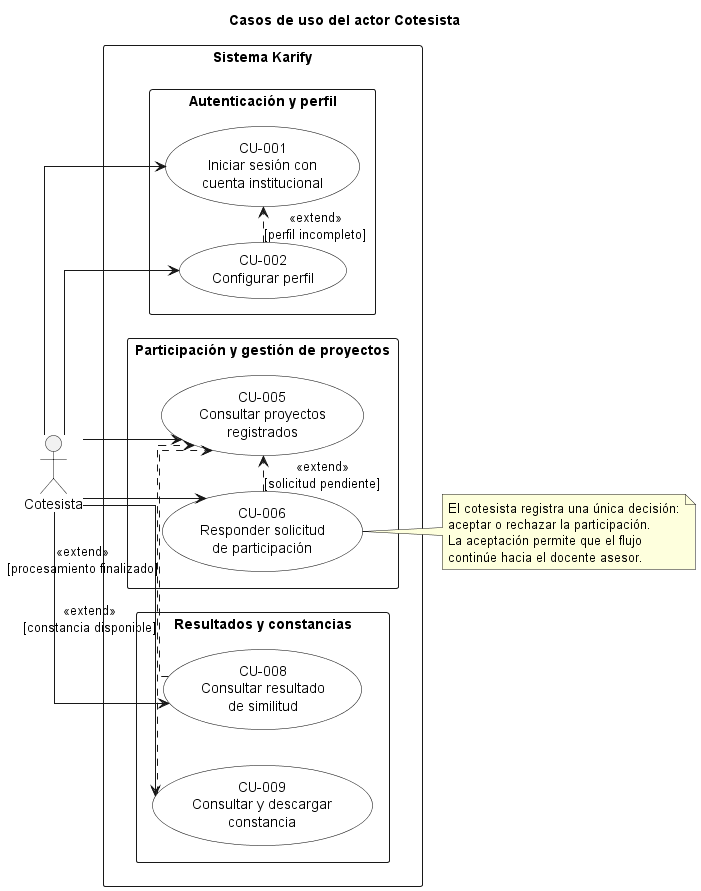 Casos de uso del actor Cotesista
Sistema Karify
Autenticación y perfil
CU-001
Iniciar sesión con
cuenta institucional
«extend»
[perfil incompleto]
CU-002
Configurar perfil
Participación y gestión de proyectos
CU-005
Consultar proyectos
registrados
«extend»
[solicitud pendiente]
Cotesista
CU-006
Responder solicitud
de participación
El cotesista registra una única decisión:
aceptar o rechazar la participación.
La aceptación permite que el flujo
continúe hacia el docente asesor.
«extend»
[procesamiento finalizado]
«extend»
[constancia disponible]
Resultados y constancias
CU-008
Consultar resultado
de similitud
CU-009
Consultar y descargar
constancia